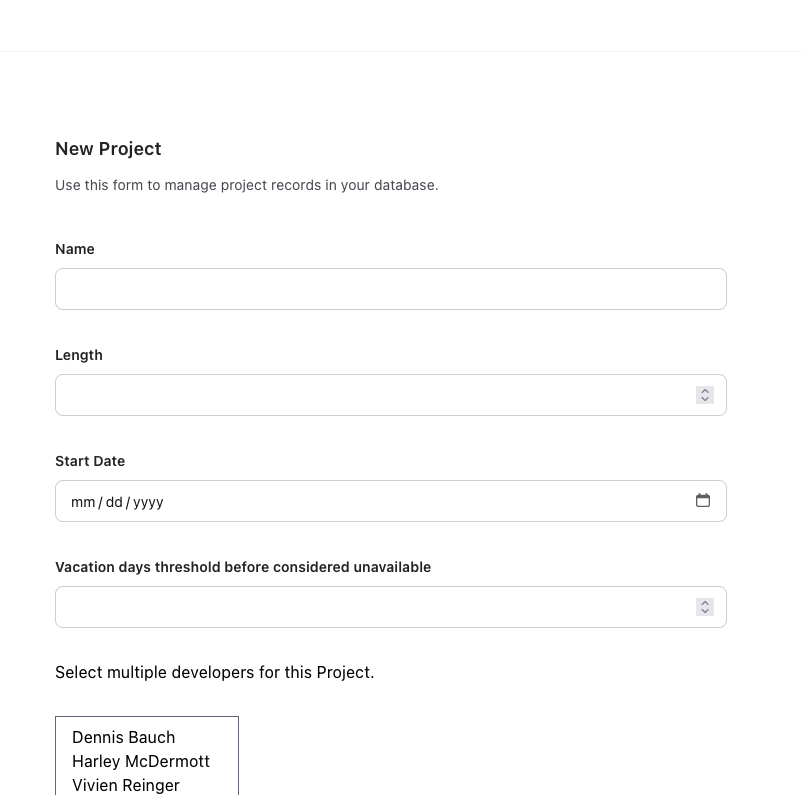 New Project
Use this form to manage project records in your database.
Name
Length
Start Date
mm/dd/yyyy
Vacation days threshold before considered unavailable
Select multiple developers for this Project.
Dennis Bauch
Harley McDermott
Vivien Reinger